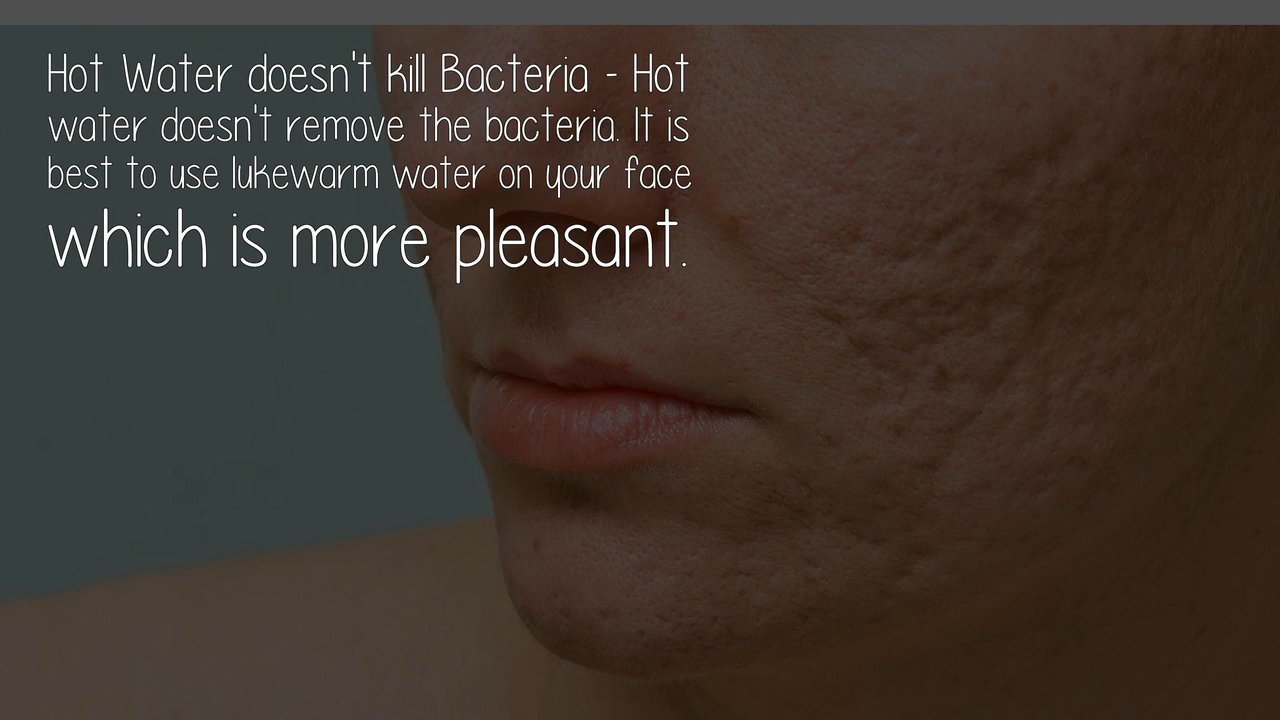 Hot Water doesn't kill Bacteria - Hot
water doesn't remove the bacteria. It is
best to use lukewarm water on your face
which is more pleasant.